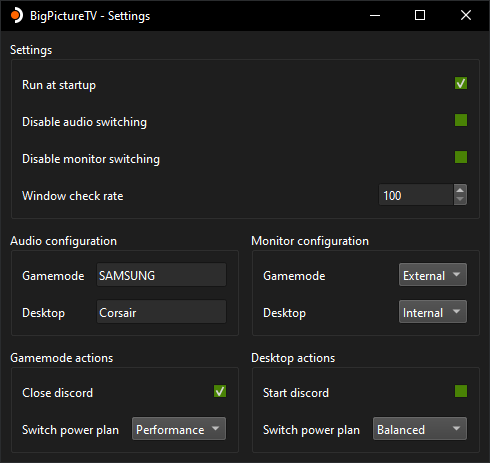 BigPictureTV - Settings
Settings
Run at startup
Disable audio switching
Disable monitor switching
Window check rate 100
Audio configuration
Gamemode SAMSUNG
Desktop Corsair
Monitor configuration
Gamemode External
Desktop Internal
Gamemode actions
Close discord
Switch power plan Performance
Desktop actions
Start discord
Switch power plan Balanced